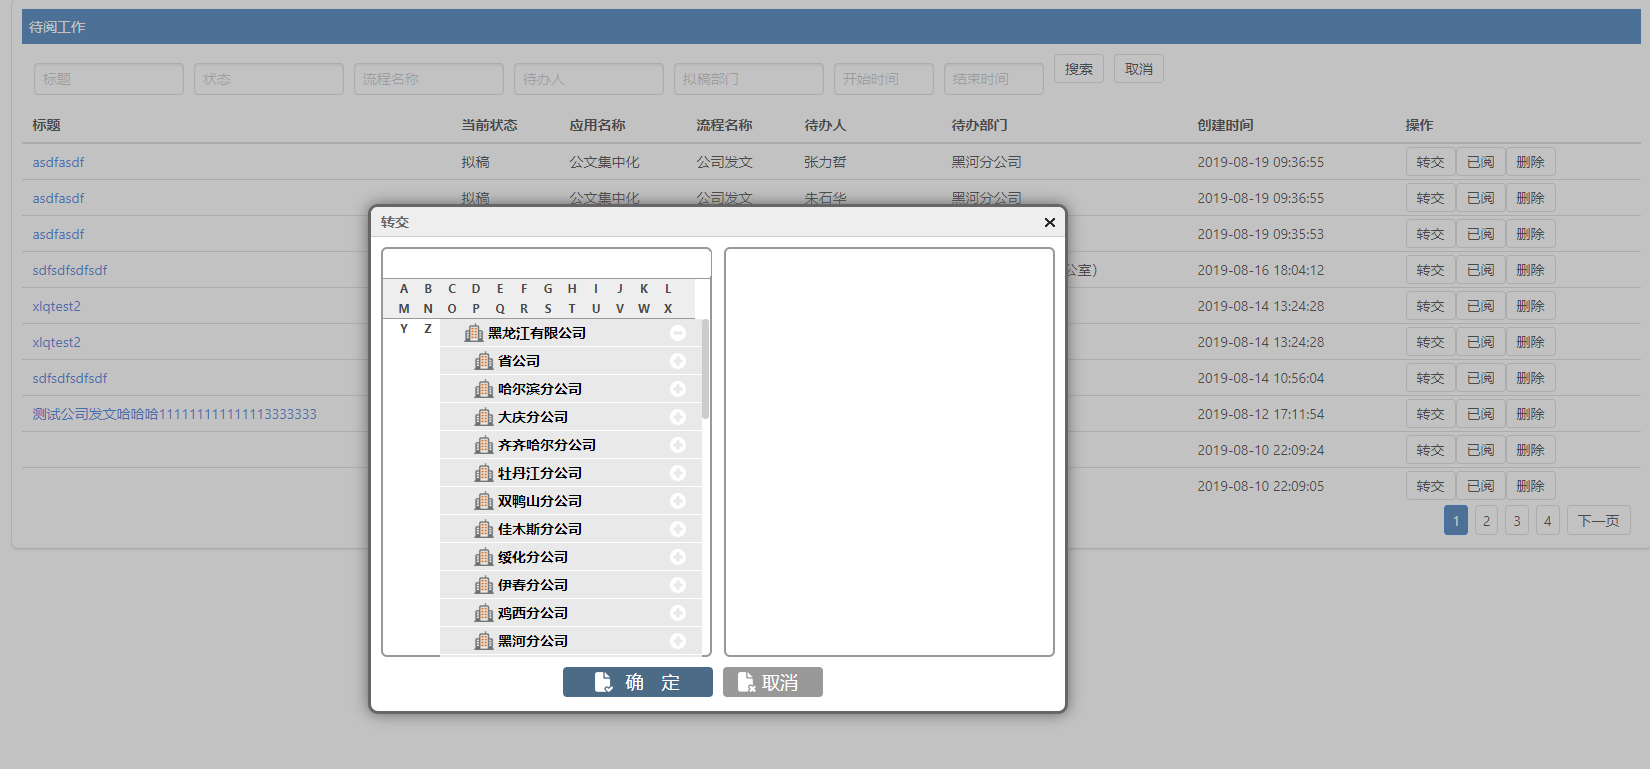 待阅工作
标题 状态 流程名称 待办人 拟稿部门 开始时间 结束时间 搜索 取消
标题 当前状态 应用名称 流程名称 待办人 待办部门 创建时间 操作
asdfasdf 拟稿 公文集中化 公司发文 张力哲 黑河分公司 2019-08-19 09:36:55 转交 已阅 删除
asdfasdf 拟稿 公文集中化 公司发文 朱石华 黑河分公司 2019-08-19 09:36:55 转交 已阅 删除
asdfasdf 2019-08-19 09:35:53 转交 已阅 删除
sdfsdfsdfsdf 公室) 2019-08-16 18:04:12 转交 已阅 删除
xlqtest2 2019-08-14 13:24:28 转交 已阅 删除
xlqtest2 2019-08-14 13:24:28 转交 已阅 删除
sdfsdfsdfsdf 2019-08-14 10:56:04 转交 已阅 删除
测试公司发文哈哈哈111111111111113333333 2019-08-12 17:11:54 转交 已阅 删除
2019-08-10 22:09:24 转交 已阅 删除
2019-08-10 22:09:05 转交 已阅 删除
1 2 3 4 下一页
转交
A B C D E F G H I J K L
M N O P Q R S T U V W X
Y Z
黑龙江有限公司
省公司
哈尔滨分公司
大庆分公司
齐齐哈尔分公司
牡丹江分公司
双鸭山分公司
佳木斯分公司
绥化分公司
伊春分公司
鸡西分公司
黑河分公司
确 定 取消